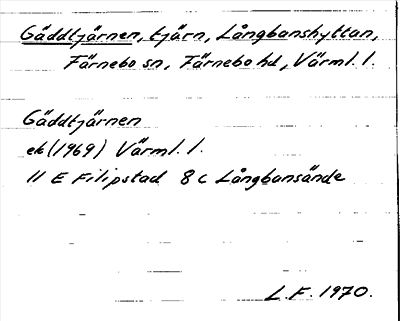 Gäddtjärnen, tjärn, Långbanshyttan,
Färnebo sn, Färnebo hd, Värml. l.
Gäddtjärnen
ek (1969) Värml. l.
11 E Filipstad 8 c Långbansände
L.F. 1970.